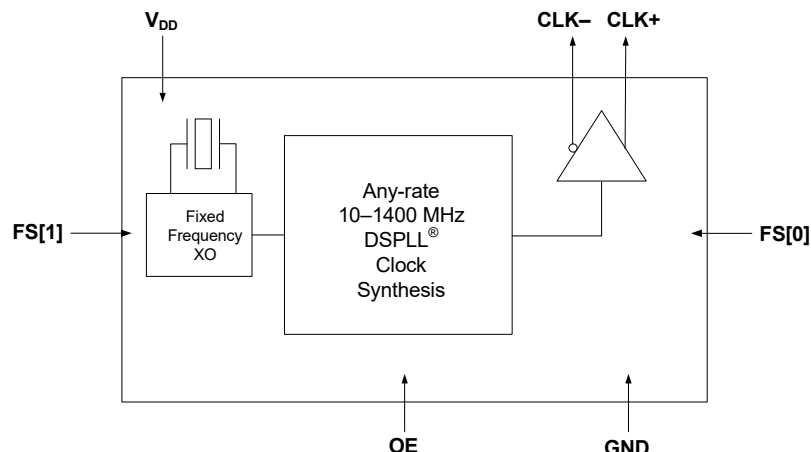 V_DD
CLK– CLK+
Any-rate
10–1400 MHz
DSPLL®
Clock
Synthesis
Fixed
Frequency
XO
FS[1]
FS[0]
OE
GND